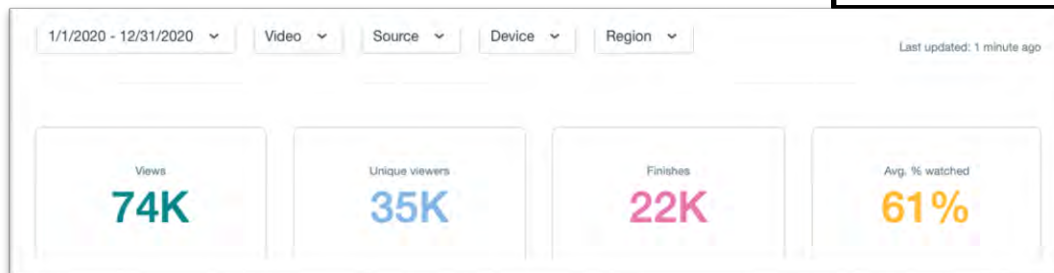 1/1/2020 - 12/31/2020 Video Source Device Region
Last updated: 1 minute ago
Views Unique viewers Finishes Avg. % watched
74K 35K 22K 61%